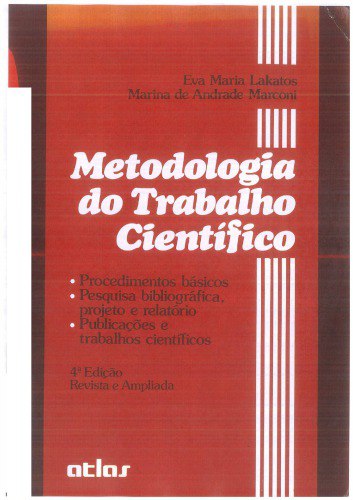 Eva Maria Lakatos
Marina de Andrade Marconi
Metodologia
do Trabalho
Científico
• Procedimentos básicos
• Pesquisa bibliográfica,
projeto e relatório
• Publicações e
trabalhos científicos
4ª Edição
Revista e Ampliada
atlas